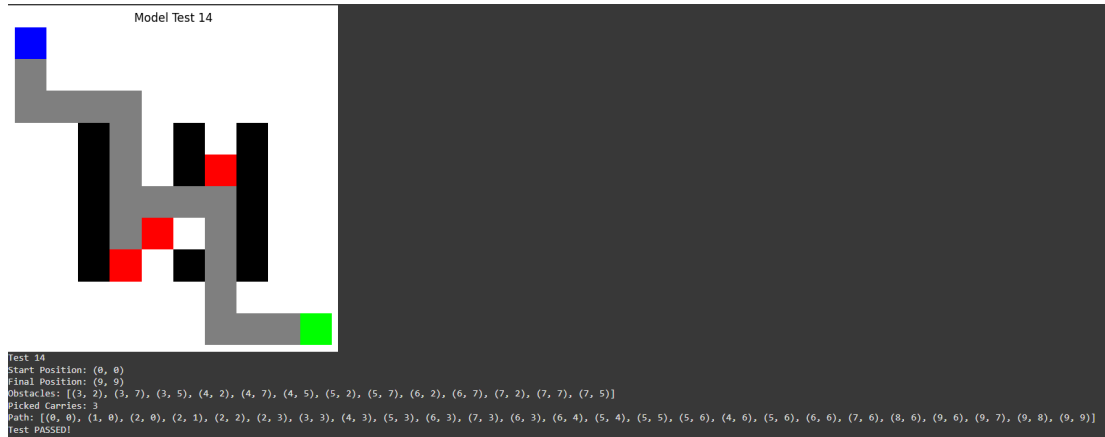 Model Test 14
Test 14
Start Position: (0, 0)
Final Position: (9, 9)
Obstacles: [(3, 2), (3, 7), (3, 5), (4, 2), (4, 7), (4, 5), (5, 2), (5, 7), (6, 2), (6, 7), (7, 2), (7, 7), (7, 5)]
Picked Carries: 3
Path: [(0, 0), (1, 0), (2, 0), (2, 1), (2, 2), (2, 3), (3, 3), (4, 3), (5, 3), (6, 3), (7, 3), (6, 3), (6, 4), (5, 4), (5, 5), (5, 6), (4, 6), (5, 6), (6, 6), (7, 6), (8, 6), (9, 6), (9, 7), (9, 8), (9, 9)]
Test PASSED!